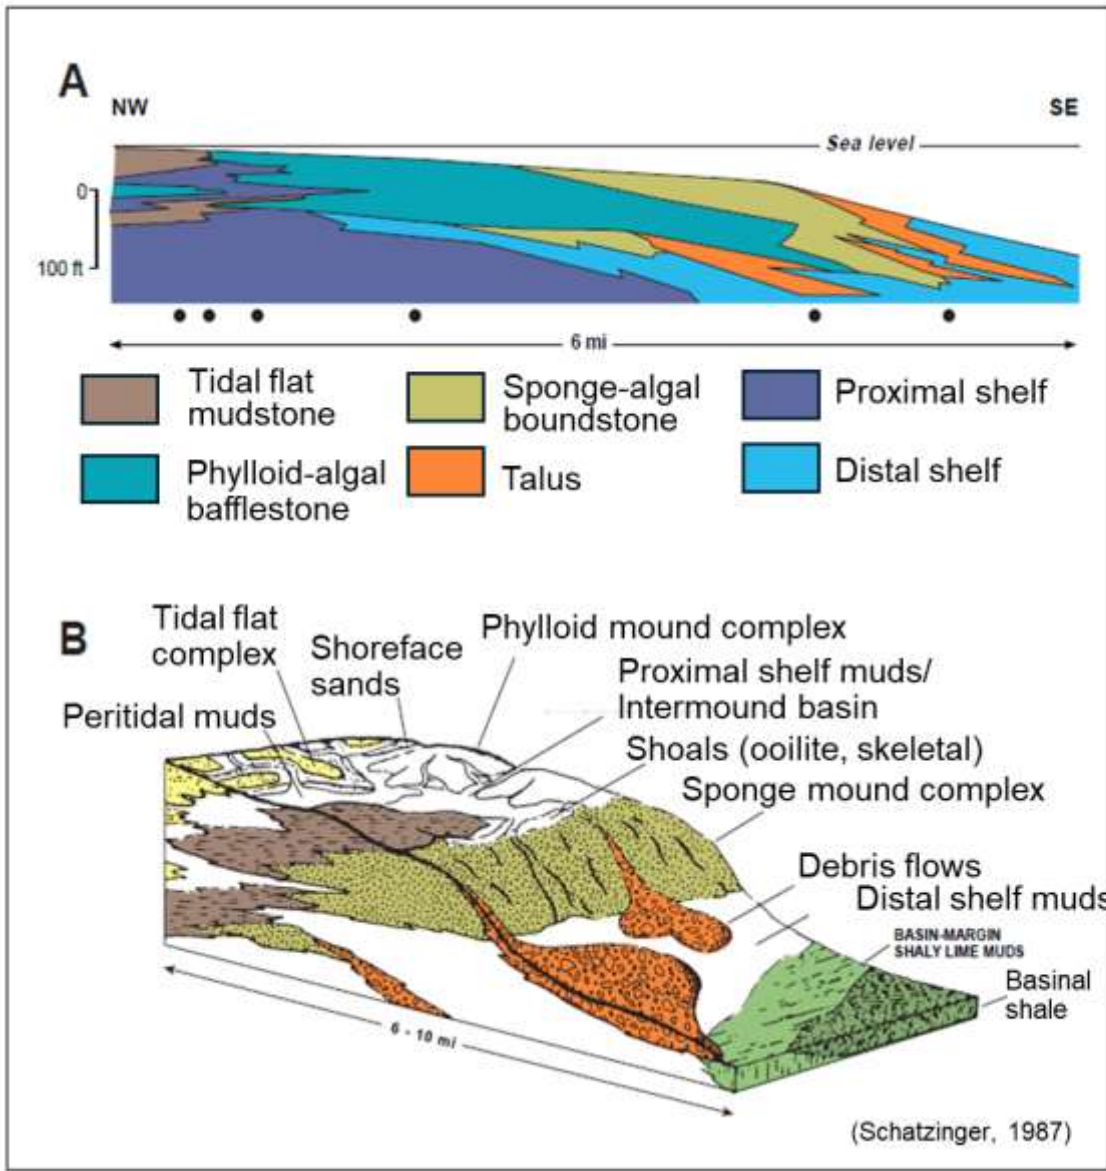 A
NW
SE
Sea level
0
100 ft
6 mi
Tidal flat
mudstone
Sponge-algal
boundstone
Proximal shelf
Phylloid-algal
bafflestone
Talus
Distal shelf
B
Tidal flat
complex
Shoreface
sands
Phylloid mound complex
Peritidal muds
Proximal shelf muds/
Intermound basin
Shoals (ooilite, skeletal)
Sponge mound complex
Debris flows
Distal shelf muds
BASIN-MARGIN
SHALY LIME MUDS
Basinal
shale
6 - 10 mi
(Schatzinger, 1987)